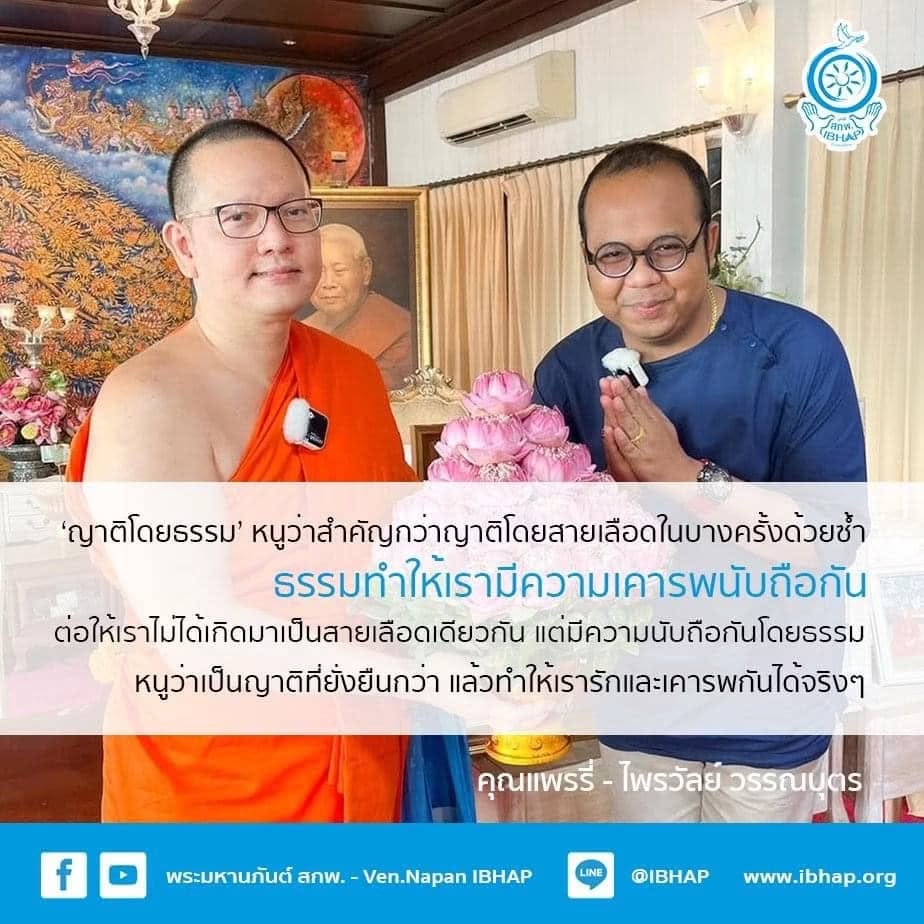 สกพ.
IBHAP
‘ญาติโดยธรรม’ หนูว่าสำคัญกว่าญาติโดยสายเลือดในบางครั้งด้วยซ้ำ
ธรรมทำให้เรามีความเคารพนับถือกัน
ต่อให้เราไม่ได้เกิดมาเป็นสายเลือดเดียวกัน แต่มีความนับถือกันโดยธรรม
หนูว่าเป็นญาติที่ยั่งยืนกว่า แล้วทำให้เรารักและเคารพกันได้จริงๆ
คุณแพรรี่ - ไพรวัลย์ วรรณบุตร
พระมหานภันต์ สกพ. - Ven.Napan IBHAP
LINE
@IBHAP
www.ibhap.org